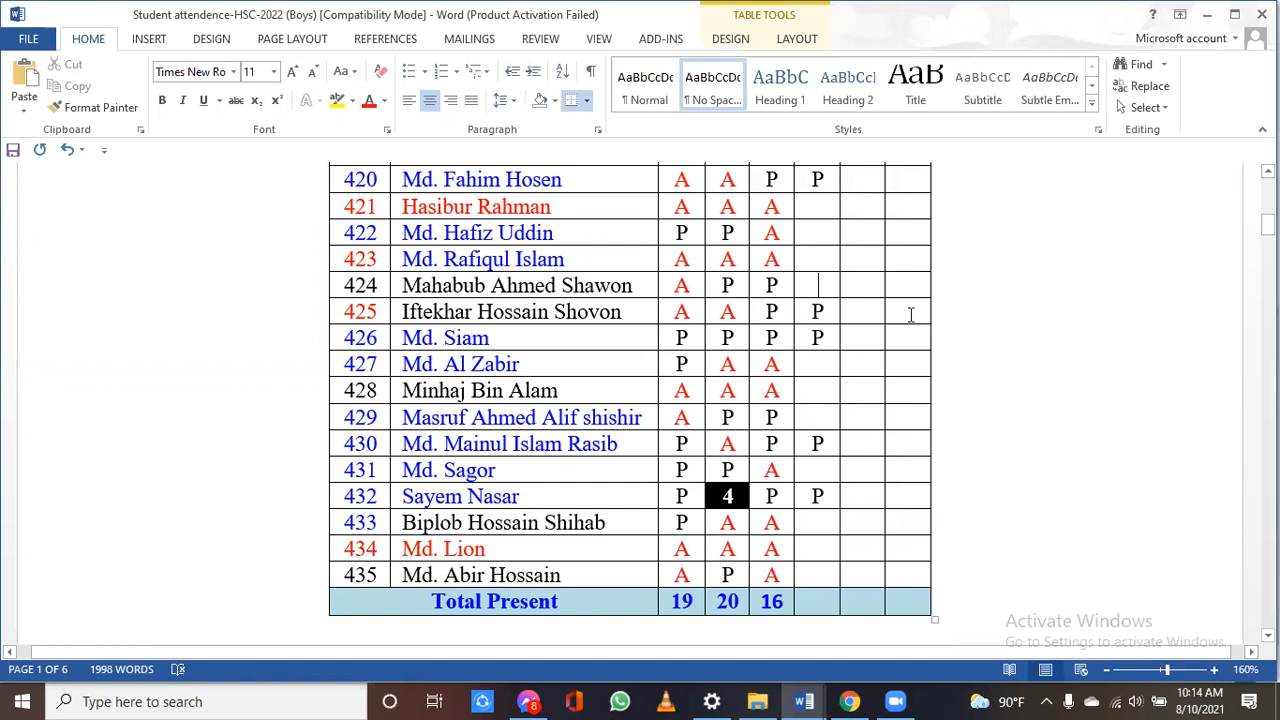 Student attendence-HSC-2022 (Boys) [Compatibility Mode] - Word (Product Activation Failed)
TABLE TOOLS
?
FILE HOME INSERT DESIGN PAGE LAYOUT REFERENCES MAILINGS REVIEW VIEW ADD-INS DESIGN LAYOUT Microsoft account
Paste
Cut
Copy
Format Painter
Clipboard
Times New Ro 11 A A Aa
B I U abc x₂ x² A A
Font
Paragraph
AaBbCcDc ¶ Normal
AaBbCcDc ¶ No Spac...
AaBbC Heading 1
AaBbCc Heading 2
AaB Title
AaBbCcD Subtitle
AaBbCcD Subtle Em...
Styles
Find
Replace
Select
Editing
420 Md. Fahim Hosen A A P P
421 Hasibur Rahman A A A
422 Md. Hafiz Uddin P P A
423 Md. Rafiqul Islam A A A
424 Mahabub Ahmed Shawon A P P
425 Iftekhar Hossain Shovon A A P P
426 Md. Siam P P P P
427 Md. Al Zabir P A A
428 Minhaj Bin Alam A A A
429 Masruf Ahmed Alif shishir A P P
430 Md. Mainul Islam Rasib P A P P
431 Md. Sagor P P A
432 Sayem Nasar P 4 P P
433 Biplob Hossain Shihab P A A
434 Md. Lion A A A
435 Md. Abir Hossain A P A
Total Present 19 20 16
Activate Windows
Go to Settings to activate Windows.
PAGE 1 OF 6 1998 WORDS 160%
Type here to search 8 90°F 10:14 AM
8/10/2021